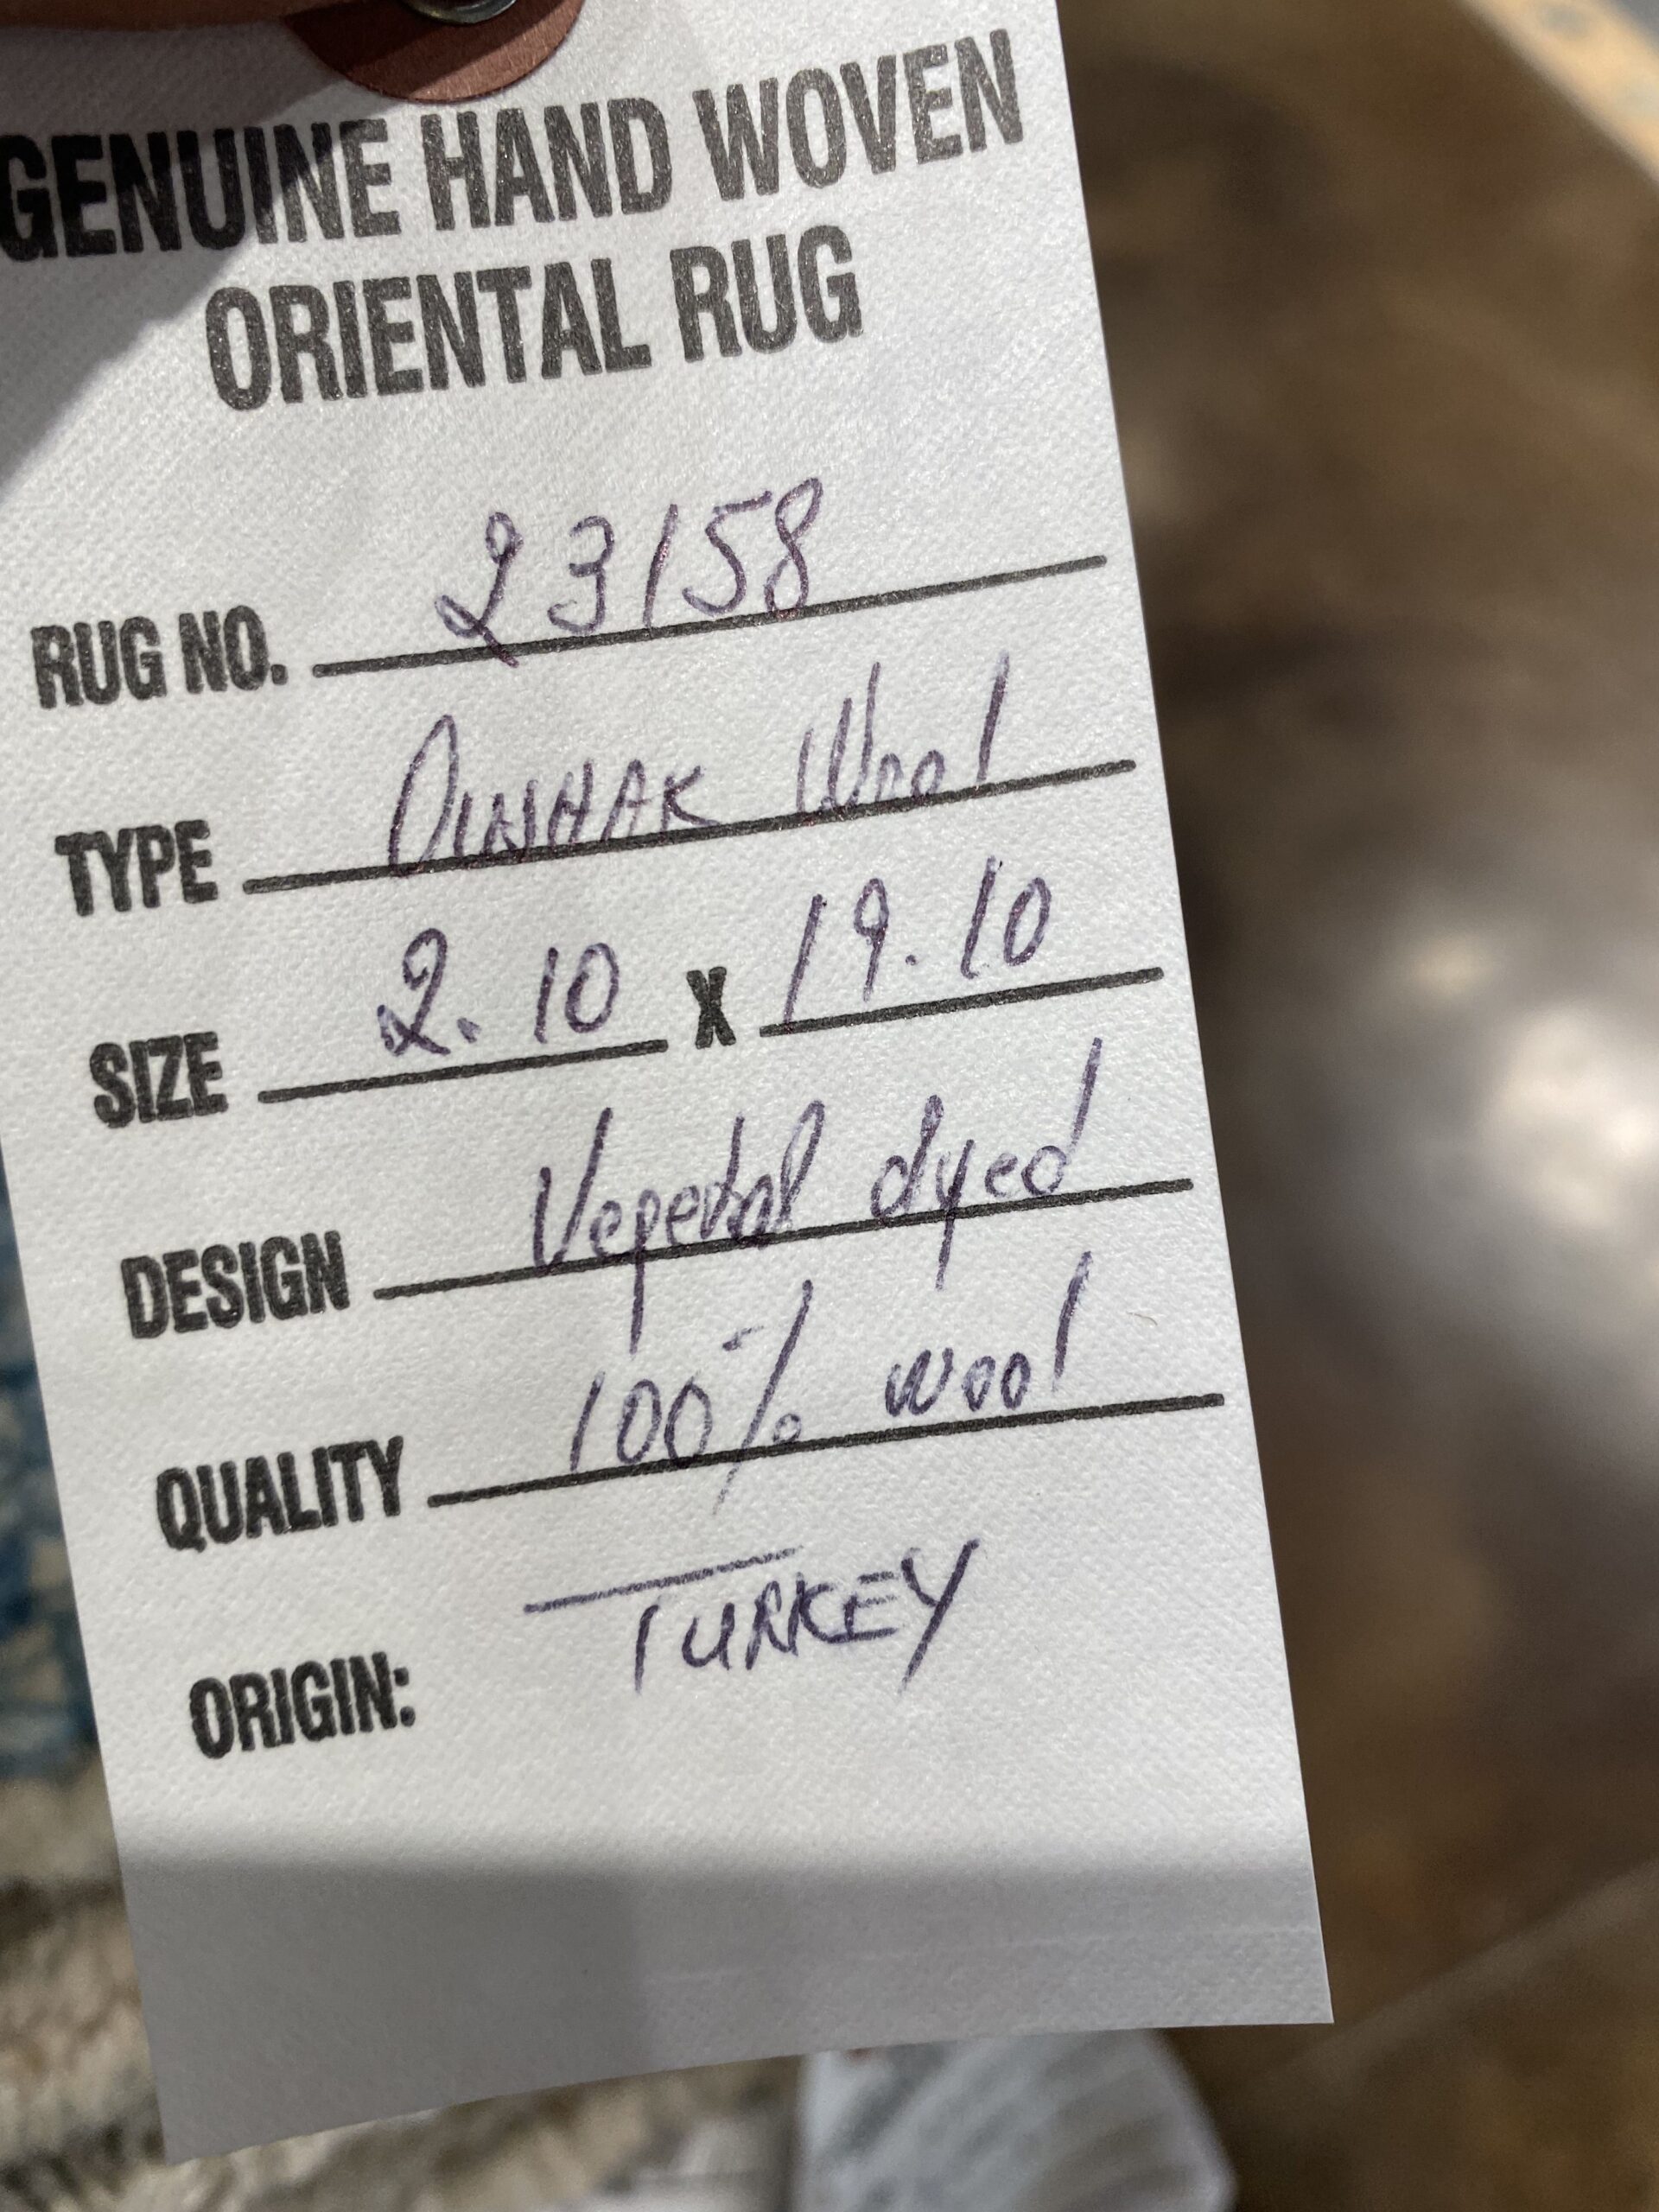 GENUINE HAND WOVEN
ORIENTAL RUG
RUG NO. 23158
TYPE Oushak Wool
SIZE 2.10 X 19.10
DESIGN Vegetal dyed
QUALITY 100% wool
ORIGIN: TURKEY